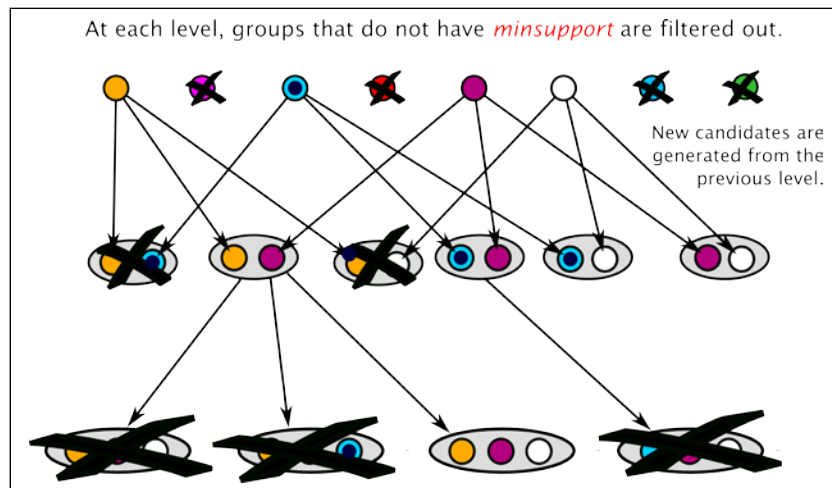 At each level, groups that do not have minsupport are filtered out.
New candidates are
generated from the
previous level.